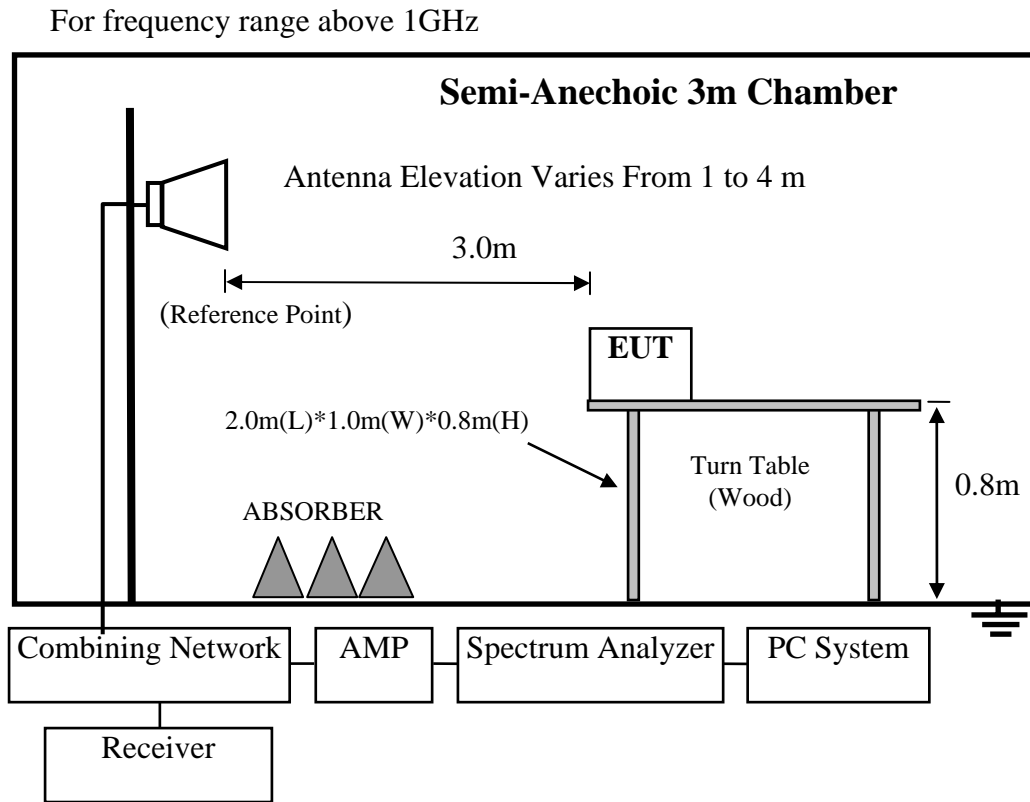 For frequency range above 1GHz
Semi-Anechoic 3m Chamber
Antenna Elevation Varies From 1 to 4 m
3.0m
(Reference Point)
EUT
2.0m(L)*1.0m(W)*0.8m(H)
Turn Table
(Wood)
0.8m
ABSORBER
Combining Network
AMP
Spectrum Analyzer
PC System
Receiver